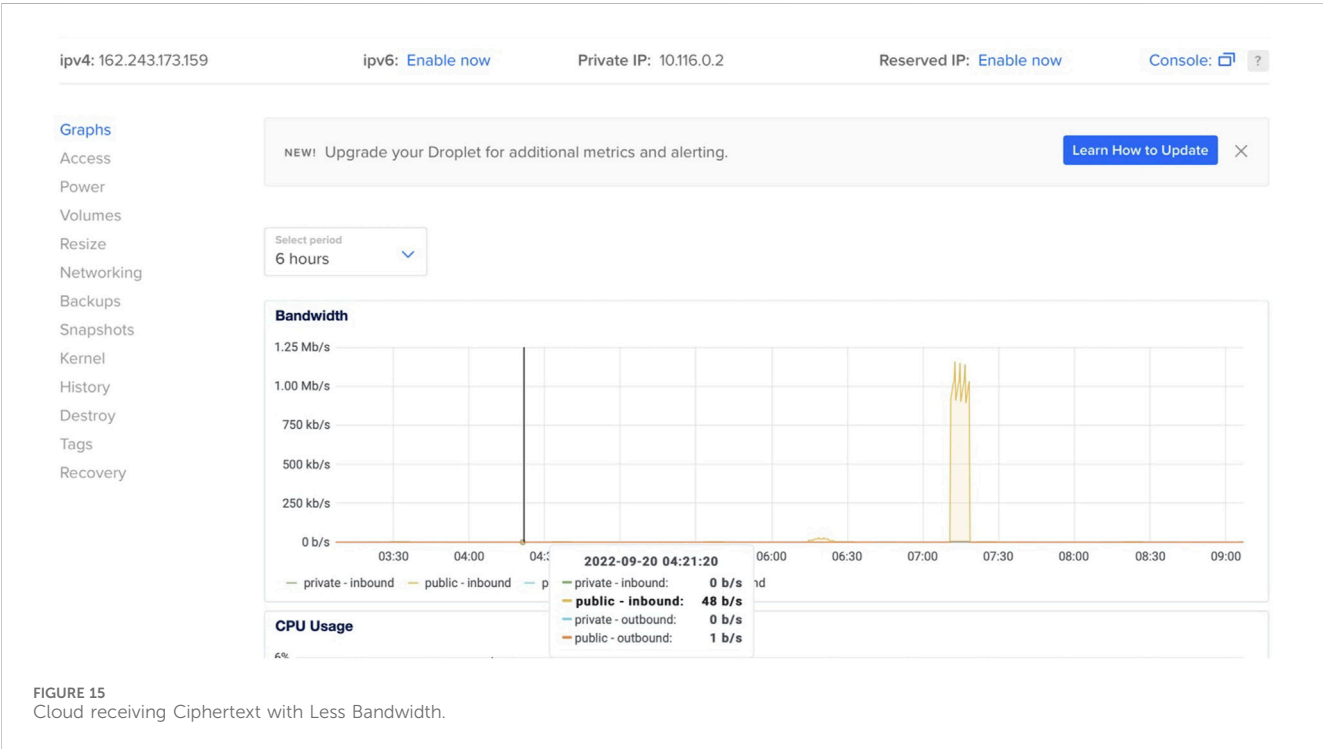 ipv4: 162.243.173.159 ipv6: Enable now Private IP: 10.116.0.2 Reserved IP: Enable now Console: ?
Graphs
Access
Power
Volumes
Resize
Networking
Backups
Snapshots
Kernel
History
Destroy
Tags
Recovery
NEW! Upgrade your Droplet for additional metrics and alerting. Learn How to Update
Select period
6 hours
Bandwidth
1.25 Mb/s
1.00 Mb/s
750 kb/s
500 kb/s
250 kb/s
0 b/s
03:30 04:00 04:3 06:00 06:30 07:00 07:30 08:00 08:30 09:00
private - inbound public - inbound p nd
2022-09-20 04:21:20
private - inbound: 0 b/s
public - inbound: 48 b/s
private - outbound: 0 b/s
public - outbound: 1 b/s
CPU Usage
6%
FIGURE 15
Cloud receiving Ciphertext with Less Bandwidth.